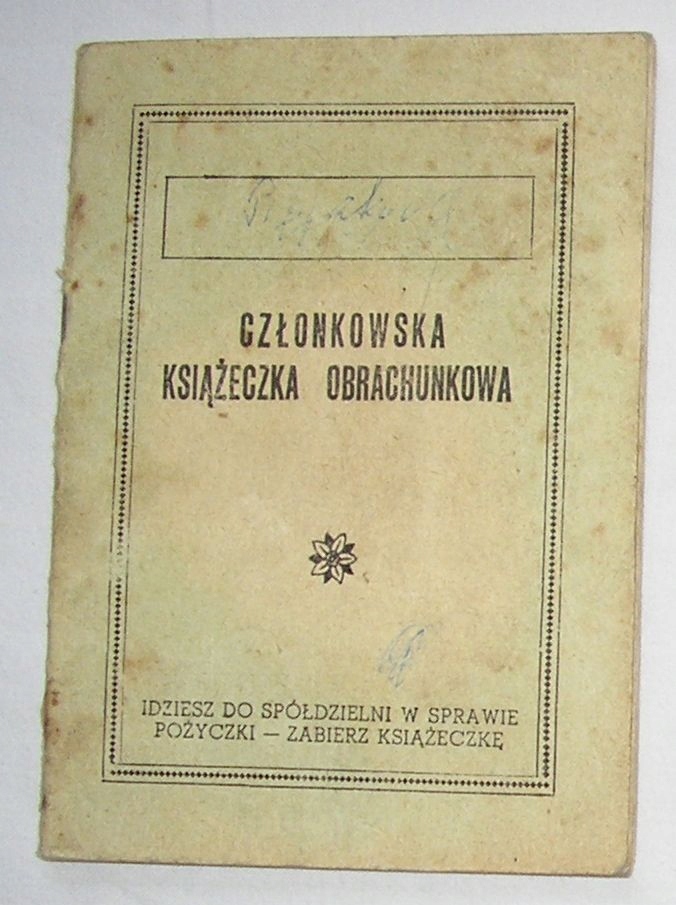 CZŁONKOWSKA
KSIĄŻECZKA OBRACHUNKOWA
IDZIESZ DO SPÓŁDZIELNI W SPRAWIE
POŻYCZKI — ZABIERZ KSIĄŻECZKĘ